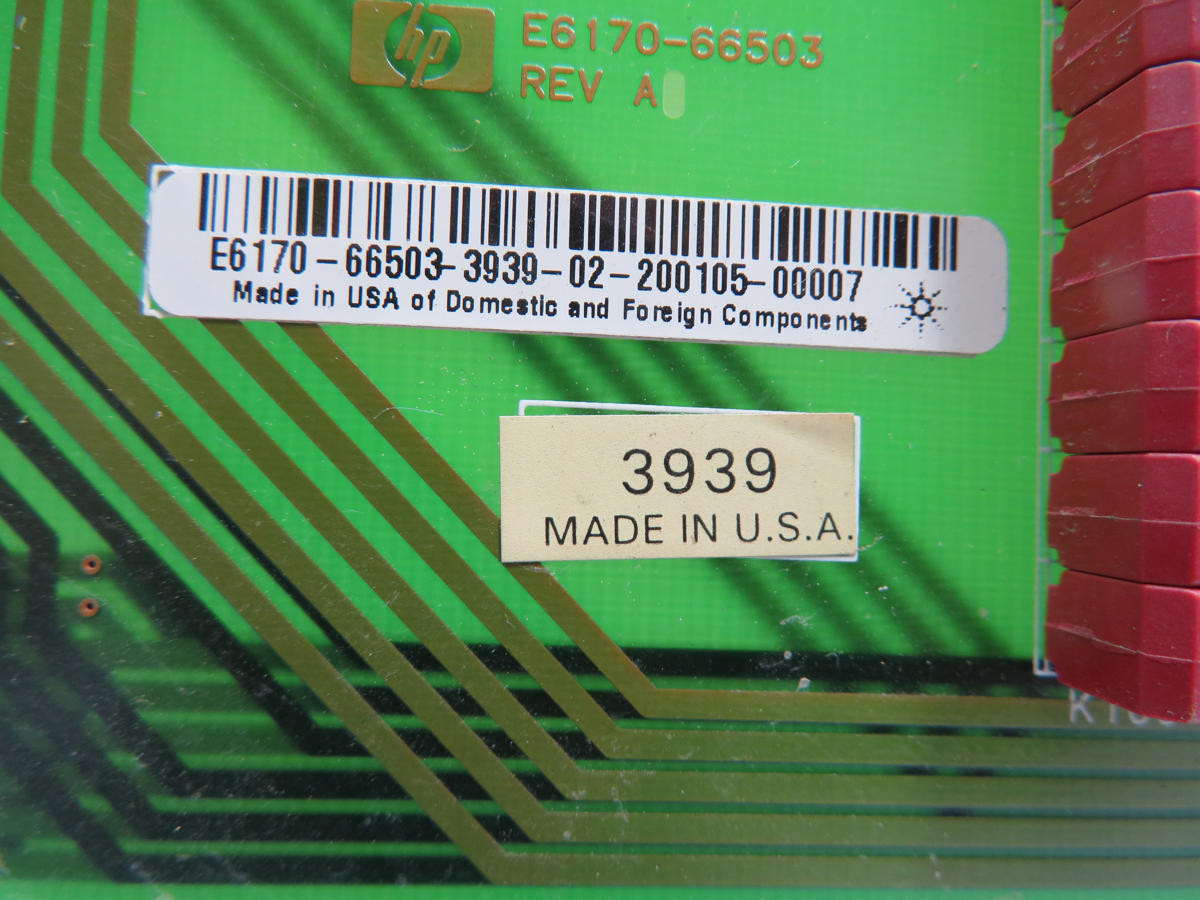 hp E6170-66503
REV A
E6170-66503-3939-02-200105-00007
Made in USA of Domestic and Foreign Components
3939
MADE IN U.S.A.